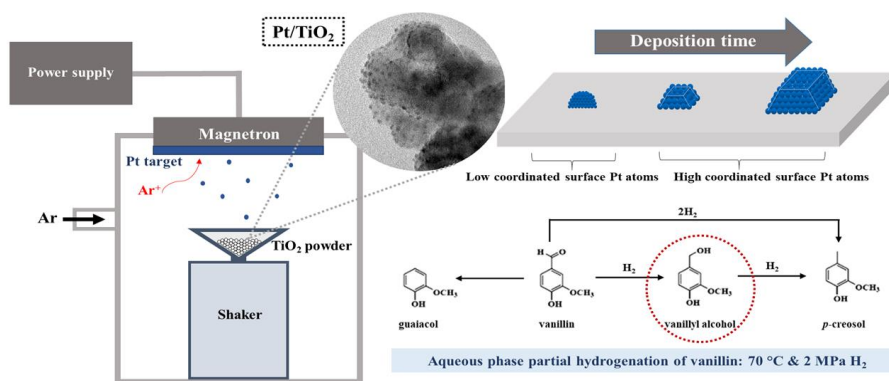 Pt/TiO₂
Power supply
Magnetron
Pt target
Ar⁺
Ar
TiO₂ powder
Shaker
Deposition time
Low coordinated surface Pt atoms
High coordinated surface Pt atoms
2H₂
OH
H
O
H₂
H₂
OCH₃
OH
OCH₃
OH
OCH₃
OH
OCH₃
OH
guaiacol
vanillin
vanillyl alcohol
p-creosol
Aqueous phase partial hydrogenation of vanillin: 70 °C & 2 MPa H₂